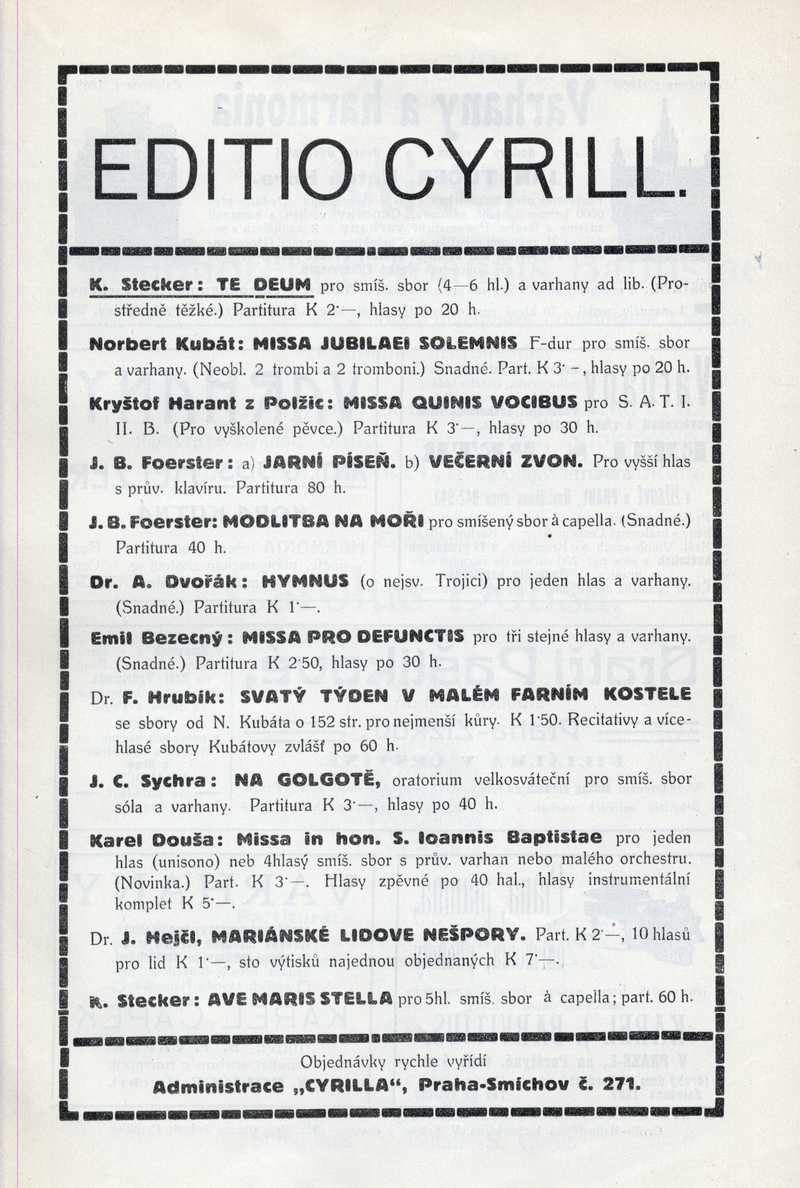 EDITIO CYRILL.
K. Stecker: TE DEUM pro smíš. sbor (4—6 hl.) a varhany ad lib. (Pro-
středně těžké.) Partitura K 2·—, hlasy po 20 h.
Norbert Kubát: MISSA JUBILAEI SOLEMNIS F-dur pro smíš. sbor
a varhany. (Neobl. 2 trombi a 2 tromboni.) Snadné. Part. K 3· -, hlasy po 20 h.
Kryštof Harant z Polžic: MISSA QUINIS VOCIBUS pro S. A. T. I.
II. B. (Pro vyškolené pěvce.) Partitura K 3·—, hlasy po 30 h.
J. B. Foerster: a) JARNÍ PÍSEŇ. b) VEČERNÍ ZVON. Pro vyšší hlas
s prův. klavíru. Partitura 80 h.
J. B. Foerster: MODLITBA NA MOŘI pro smíšený sbor à capella. (Snadné.)
Partitura 40 h.
Dr. A. Dvořák: HYMNUS (o nejsv. Trojici) pro jeden hlas a varhany.
(Snadné.) Partitura K 1·—.
Emil Bezecný: MISSA PRO DEFUNCTIS pro tři stejné hlasy a varhany.
(Snadné.) Partitura K 2·50, hlasy po 30 h.
Dr. F. Hrubík: SVATÝ TÝDEN V MALÉM FARNÍM KOSTELE
se sbory od N. Kubáta o 152 str. pro nejmenší kůry. K 1·50. Recitativy a více-
hlasé sbory Kubátovy zvlášť po 60 h.
J. C. Sychra: NA GOLGOTĚ, oratorium velkosváteční pro smíš. sbor
sóla a varhany. Partitura K 3·—, hlasy po 40 h.
Karel Douša: Missa in hon. S. Ioannis Baptistae pro jeden
hlas (unisono) neb 4hlasý smíš. sbor s prův. varhan nebo malého orchestru.
(Novinka.) Part. K 3·—. Hlasy zpěvné po 40 hal., hlasy instrumentální
komplet K 5·—.
Dr. J. Hejčl, MARIÁNSKÉ LIDOVE NEŠPORY. Part. K 2·—, 10 hlasů
pro lid K 1·—, sto výtisků najednou objednaných K 7·—.
K. Stecker: AVE MARIS STELLA pro 5hl. smíš. sbor à capella; part. 60 h.
Objednávky rychle vyřídí
Administrace „CYRILLA“, Praha-Smíchov č. 271.